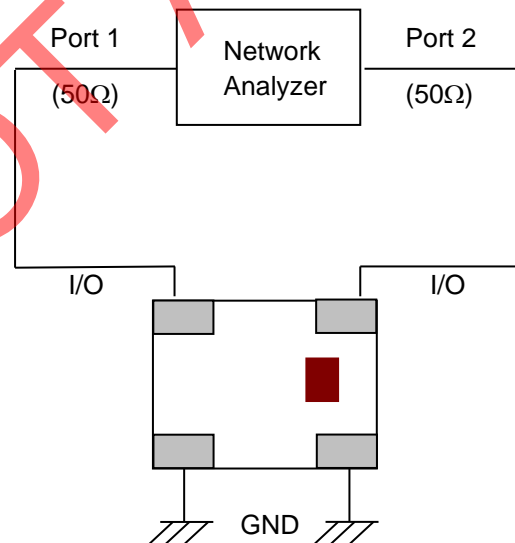 Port 1
Network
Analyzer
Port 2
(50Ω)
(50Ω)
I/O
I/O
GND